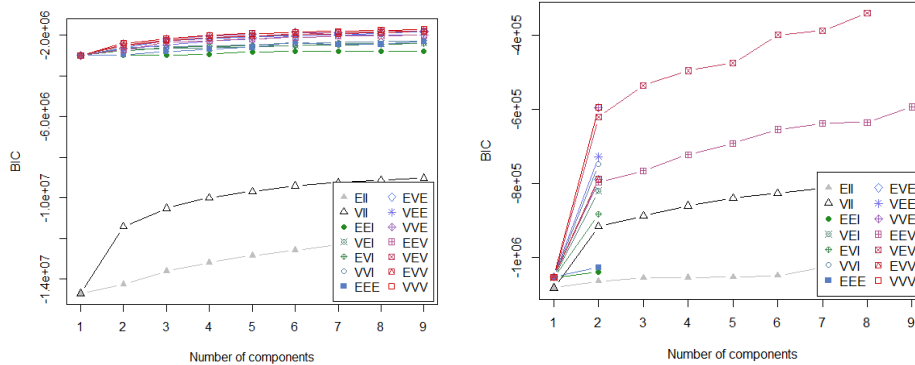 -2.0e+06
-6.0e+06
-1.0e+07
-1.4e+07
BIC
EII
VII
EEI
VEI
EVI
VVI
EEE
EVE
VEE
VVE
EEV
VEV
EVV
VVV
1 2 3 4 5 6 7 8 9
Number of components
-4e+05
-6e+05
-8e+05
-1e+06
BIC
EII
VII
EEI
VEI
EVI
VVI
EEE
EVE
VEE
VVE
EEV
VEV
EVV
VVV
1 2 3 4 5 6 7 8 9
Number of components